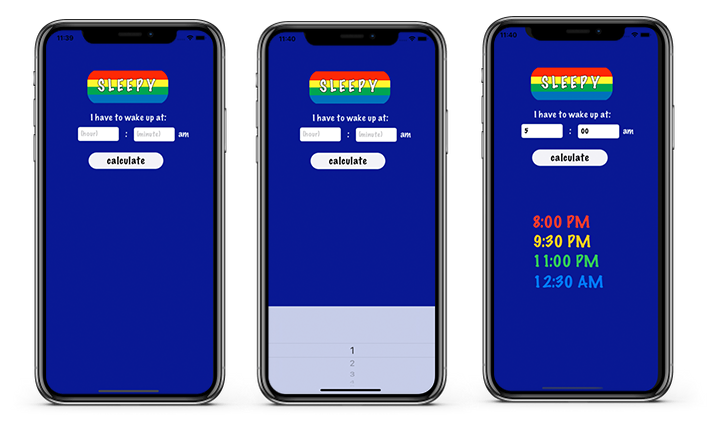 11:20
SLEEPY
I have to wake up at:
(hour) : (minute) am
calculate
11:40
SLEEPY
I have to wake up at:
(hour) : (minute) am
calculate
1
2
3
11:40
SLEEPY
I have to wake up at:
5 : 00 am
calculate
8:00 PM
9:30 PM
11:00 PM
12:30 AM